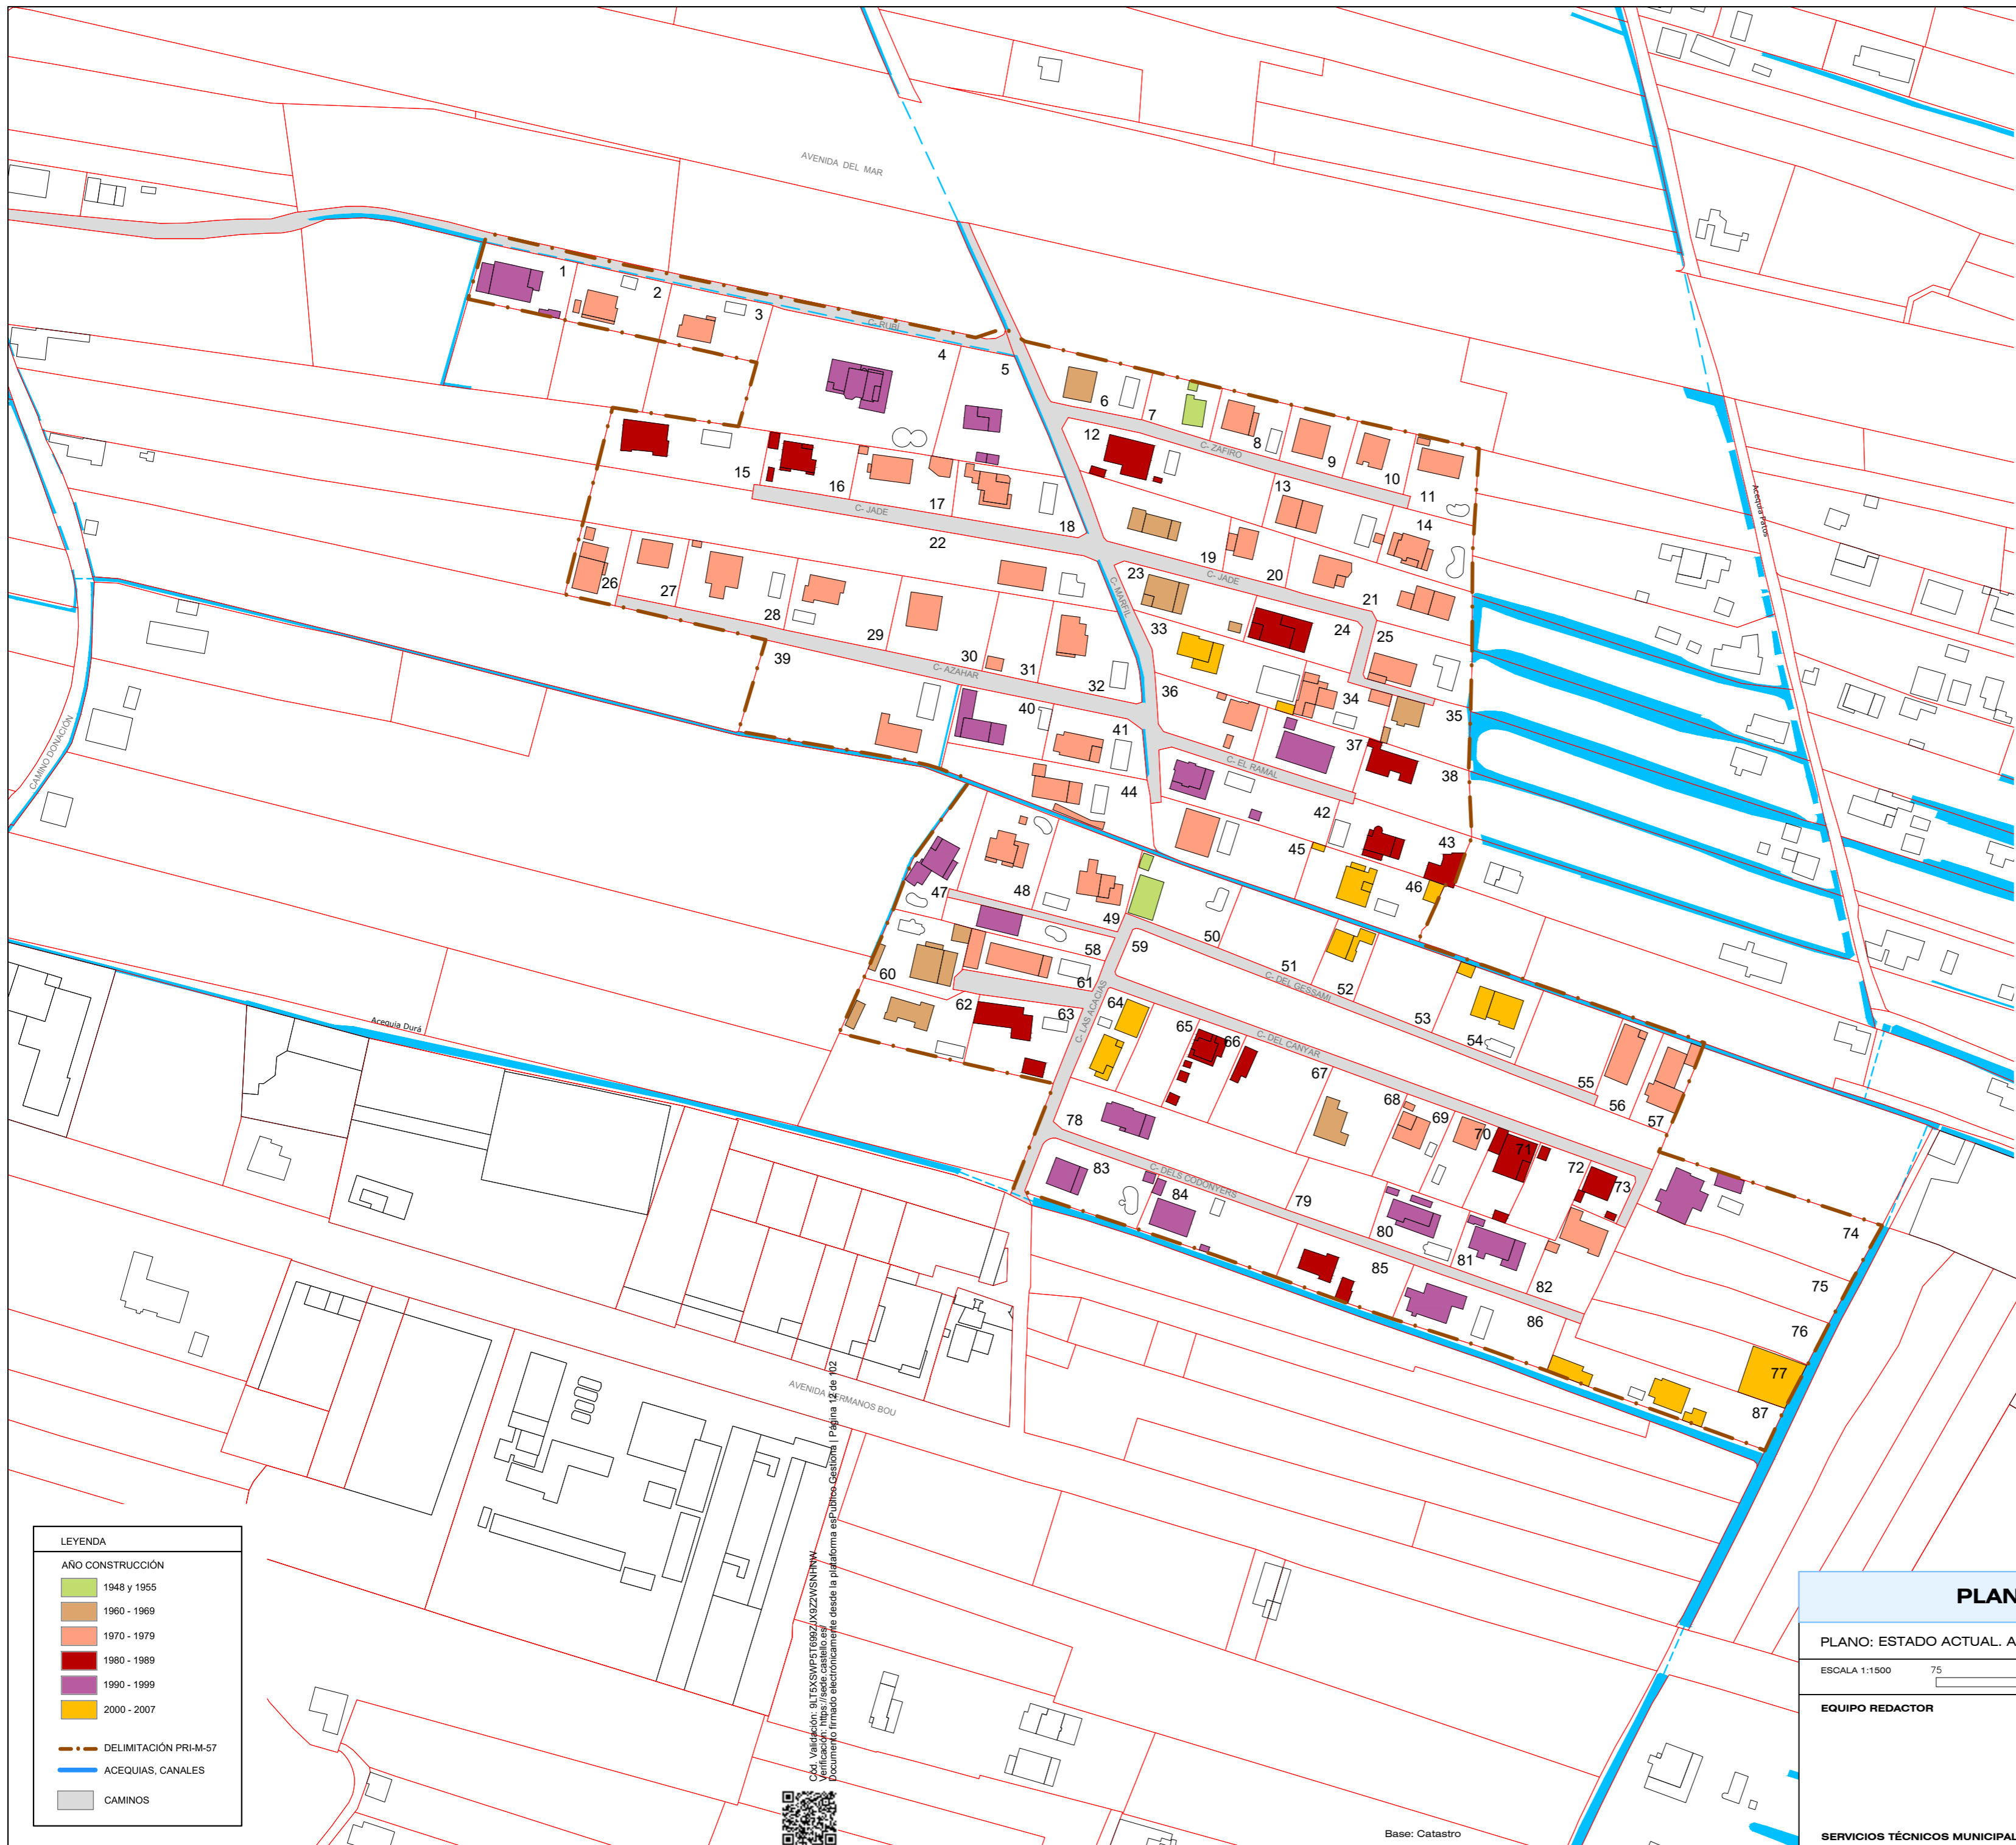 AVENIDA DEL MAR
C- RUBÍ
C- ZAFIRO
C- JADE
C- JADE
C- MARFIL
C- AZAHAR
C- EL RAMAL
CAMINO DONACIÓN
Acequia Patos
Acequia Durá
C- LAS ACACIAS
C- DEL GESSAMÍ
C- DEL CANYAR
C- DELS CODONYERS
AVENIDA HERMANOS BOU
1
2
3
4
5
6
7
8
9
10
11
12
13
14
15
16
17
18
19
20
21
22
23
24
25
26
27
28
29
30
31
32
33
34
35
36
37
38
39
40
41
42
43
44
45
46
47
48
49
50
51
52
53
54
55
56
57
58
59
60
61
62
63
64
65
66
67
68
69
70
71
72
73
74
75
76
77
78
79
80
81
82
83
84
85
86
87
LEYENDA
AÑO CONSTRUCCIÓN
1948 y 1955
1960 - 1969
1970 - 1979
1980 - 1989
1990 - 1999
2000 - 2007
DELIMITACIÓN PRI-M-57
ACEQUIAS, CANALES
CAMINOS
Verificación: https://sede.castello.es/
Documento firmado electrónicamente desde la plataforma esPublico Gestiona | Página 12 de 102
Base: Catastro
PLAN
PLANO: ESTADO ACTUAL. A
ESCALA 1:1500 75
EQUIPO REDACTOR
SERVICIOS TÉCNICOS MUNICIPAL